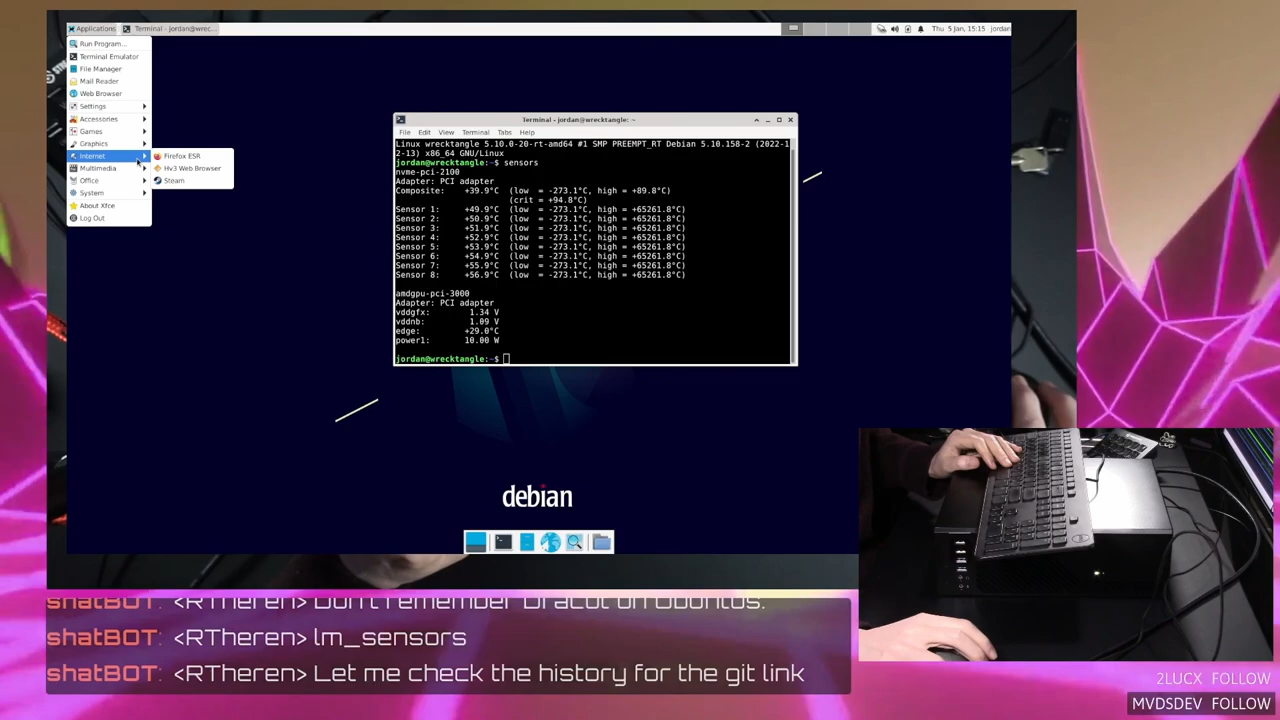 Applications
Terminal - jordan@wrec...
Thu 5 Jan, 15:15 jordan
Run Program...
Terminal Emulator
File Manager
Mail Reader
Web Browser
Settings
Accessories
Games
Graphics
Internet
Multimedia
Office
System
About Xfce
Log Out
Firefox ESR
Hv3 Web Browser
Steam
Terminal - jordan@wrecktangle: ~
File Edit View Terminal Tabs Help
Linux wrecktangle 5.10.0-20-rt-amd64 #1 SMP PREEMPT_RT Debian 5.10.158-2 (2022-1
2-13) x86_64 GNU/Linux
jordan@wrecktangle:~$ sensors
nvme-pci-2100
Adapter: PCI adapter
Composite: +39.9°C (low = -273.1°C, high = +89.8°C)
(crit = +94.8°C)
Sensor 1: +49.9°C (low = -273.1°C, high = +65261.8°C)
Sensor 2: +50.9°C (low = -273.1°C, high = +65261.8°C)
Sensor 3: +51.9°C (low = -273.1°C, high = +65261.8°C)
Sensor 4: +52.9°C (low = -273.1°C, high = +65261.8°C)
Sensor 5: +53.9°C (low = -273.1°C, high = +65261.8°C)
Sensor 6: +54.9°C (low = -273.1°C, high = +65261.8°C)
Sensor 7: +55.9°C (low = -273.1°C, high = +65261.8°C)
Sensor 8: +56.9°C (low = -273.1°C, high = +65261.8°C)
amdgpu-pci-3000
Adapter: PCI adapter
vddgfx: 1.34 V
vddnb: 1.09 V
edge: +29.0°C
power1: 10.00 W
jordan@wrecktangle:~$
debian
shatBOT: <RTheren> Don't remember
shatBOT: <RTheren> lm_sensors
shatBOT: <RTheren> Let me check the history for the git link
2LUCX FOLLOW
MVDSDEV FOLLOW